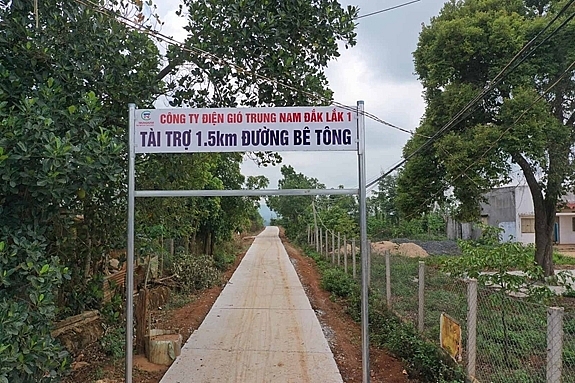 CÔNG TY ĐIỆN GIÓ TRUNG NAM ĐẮK LẮK 1
TÀI TRỢ 1.5km ĐƯỜNG BÊ TÔNG